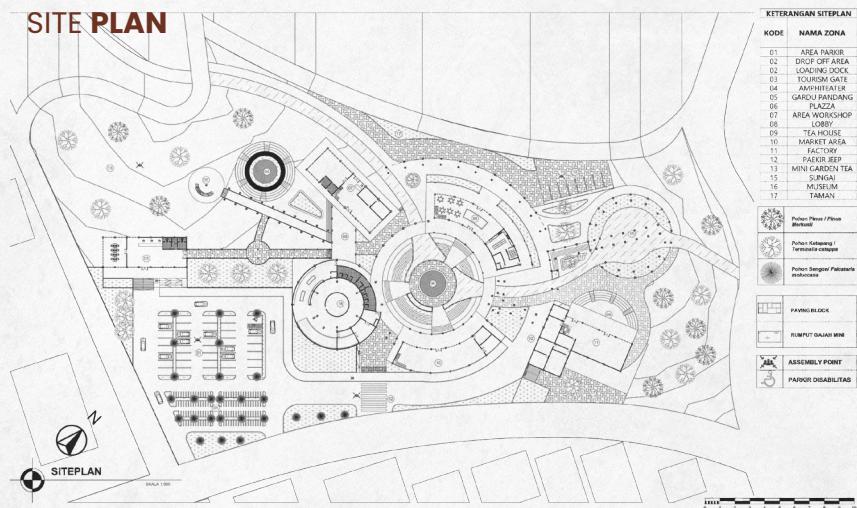 SITE PLAN
KETERANGAN SITEPLAN
KODE NAMA ZONA
01 AREA PARKIR
02 DROP OFF AREA
02 LOADING DOCK
03 TOURISM GATE
04 AMPHITEATER
05 GARDU PANDANG
06 PLAZZA
07 AREA WORKSHOP
08 LOBBY
09 TEA HOUSE
10 MARKET AREA
11 FACTORY
12 PAEKIR JEEP
13 MINI GARDEN TEA
15 SUNGAI
16 MUSEUM
17 TAMAN
Pohon Pinus / Pinus
Merkusii
Pohon Ketapang /
Terminalia catappa
Pohon Sengon/ Falcataria
moluccana
PAVING BLOCK
RUMPUT GAJAH MINI
ASSEMBLY POINT
PARKIR DISABILITAS
N
SITEPLAN